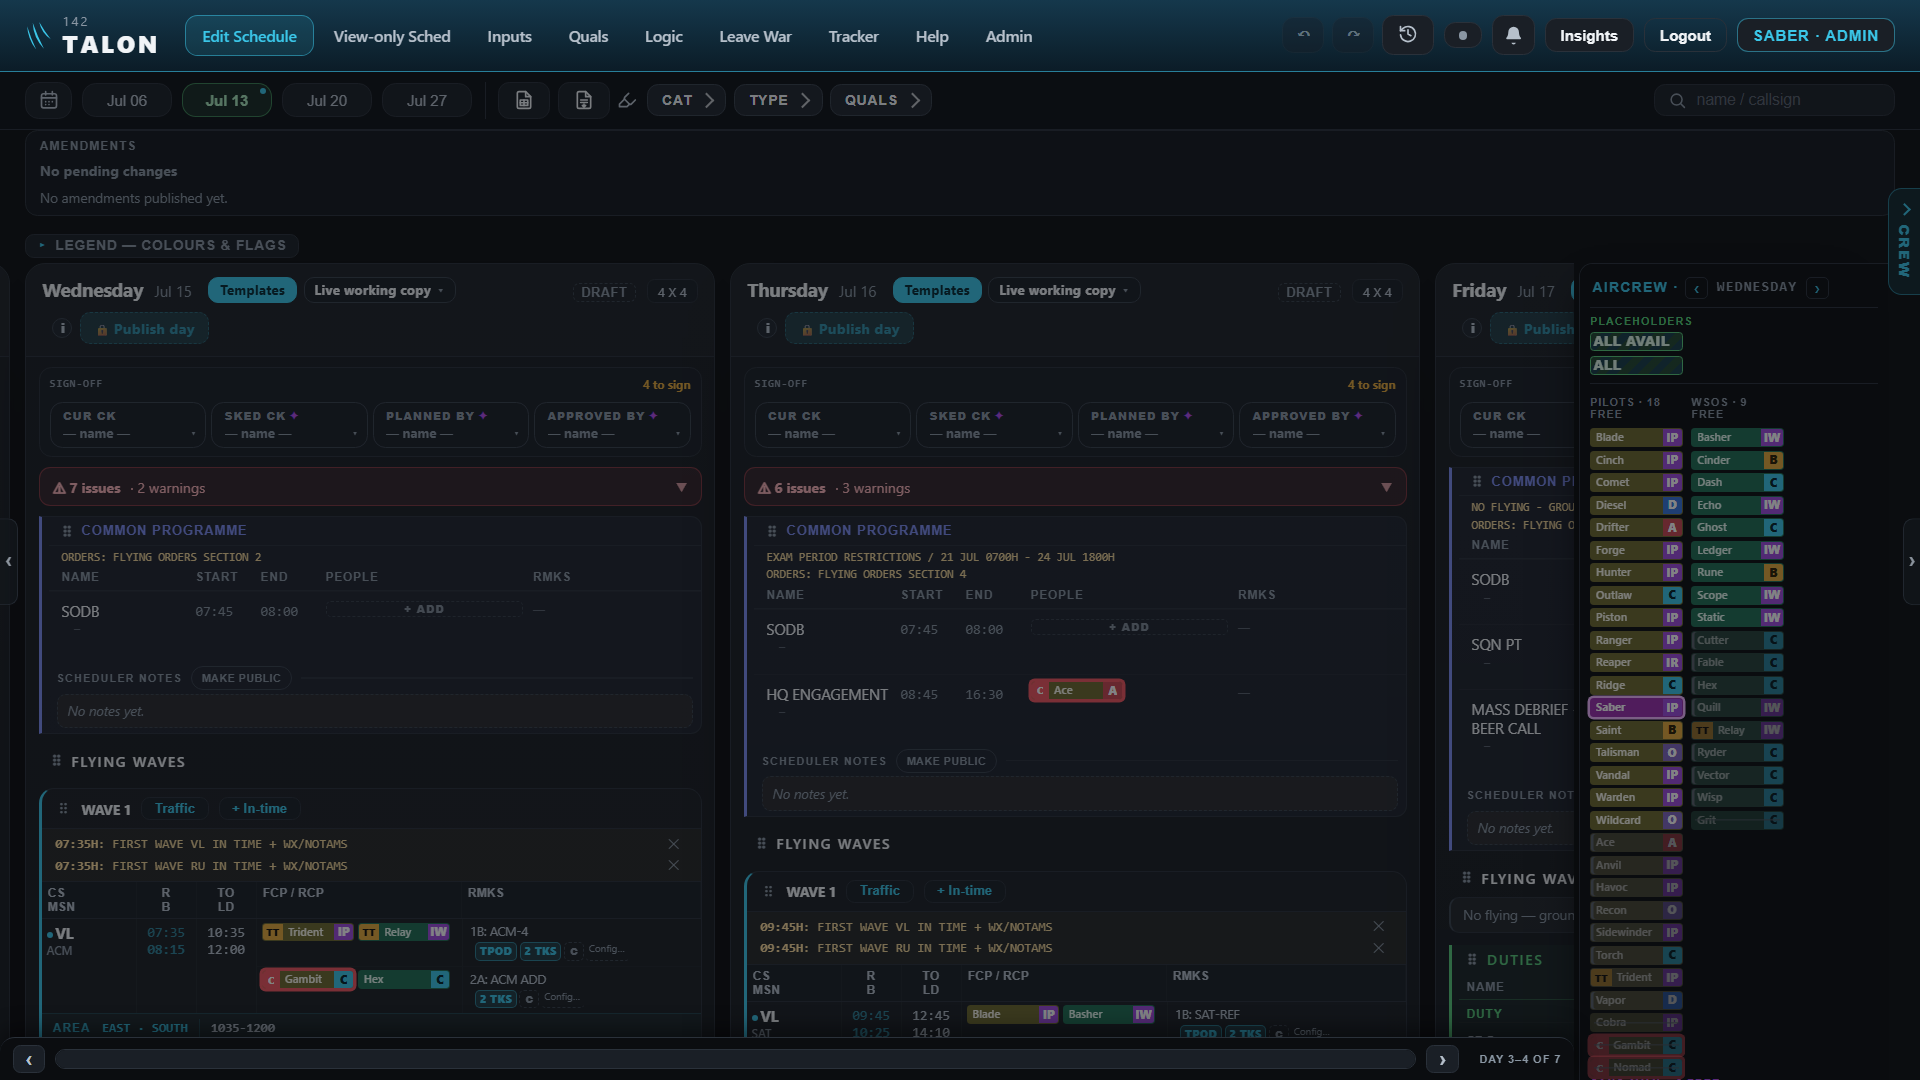 142
TALON
Edit Schedule
View-only Sched
Inputs
Quals
Logic
Leave War
Tracker
Help
Admin
Insights
Logout
SABER · ADMIN
Jul 06
Jul 13
Jul 20
Jul 27
CAT
TYPE
QUALS
name / callsign
AMENDMENTS
No pending changes
No amendments published yet.
LEGEND — COLOURS & FLAGS
CREW
Wednesday Jul 15 Templates Live working copy DRAFT 4 X 4
i Publish day
SIGN-OFF 4 to sign
CUR CK SKED CK PLANNED BY APPROVED BY
— name — — name — — name — — name —
7 issues · 2 warnings
COMMON PROGRAMME
ORDERS: FLYING ORDERS SECTION 2
NAME START END PEOPLE RMKS
SODB 07:45 08:00 + ADD —
–
SCHEDULER NOTES MAKE PUBLIC
No notes yet.
FLYING WAVES
WAVE 1 Traffic + In-time
07:35H: FIRST WAVE VL IN TIME + WX/NOTAMS
07:35H: FIRST WAVE RU IN TIME + WX/NOTAMS
CS R TO FCP / RCP RMKS
MSN B LD
VL 07:35 10:35 TT Trident IP TT Relay IW 1B: ACM-4
ACM 08:15 12:00 TPOD 2 TKS C Config...
C Gambit C Hex C 2A: ACM ADD
2 TKS C Config...
AREA EAST - SOUTH 1035-1200
Thursday Jul 16 Templates Live working copy DRAFT 4 X 4
i Publish day
SIGN-OFF 4 to sign
CUR CK SKED CK PLANNED BY APPROVED BY
— name — — name — — name — — name —
6 issues · 3 warnings
COMMON PROGRAMME
EXAM PERIOD RESTRICTIONS / 21 JUL 0700H - 24 JUL 1800H
ORDERS: FLYING ORDERS SECTION 4
NAME START END PEOPLE RMKS
SODB 07:45 08:00 + ADD —
–
HQ ENGAGEMENT 08:45 16:30 C Ace A —
–
SCHEDULER NOTES MAKE PUBLIC
No notes yet.
FLYING WAVES
WAVE 1 Traffic + In-time
09:45H: FIRST WAVE VL IN TIME + WX/NOTAMS
09:45H: FIRST WAVE RU IN TIME + WX/NOTAMS
CS R TO FCP / RCP RMKS
MSN B LD
VL 09:45 12:45 Blade IP Basher IW 1B: SAT-REF
SAT 10:25 14:10 TPOD 2 TKS C Config...
Friday Jul 17
i Publish
SIGN-OFF
CUR CK
— name —
COMMON P
NO FLYING - GROU
ORDERS: FLYING O
NAME
SODB
–
SQN PT
–
MASS DEBRIEF
BEER CALL
–
SCHEDULER NOT
No notes yet.
FLYING WAV
No flying — groun
DUTIES
NAME
DUTY
AIRCREW · WEDNESDAY
PLACEHOLDERS
ALL AVAIL
ALL
PILOTS · 18 FREE
WSOS · 9 FREE
Blade IP Basher IW
Cinch IP Cinder B
Comet IP Dash C
Diesel D Echo IW
Drifter A Ghost C
Forge IP Ledger IW
Hunter IP Rune B
Outlaw C Scope IW
Piston IP Static IW
Ranger IP Cutter C
Reaper IR Fable C
Ridge C Hex C
Saber IP Quill IW
Saint B TT Relay IW
Talisman O Ryder C
Vandal IP Vector C
Warden IP Wisp C
Wildcard O Grit C
Ace A
Anvil IP
Havoc IP
Recon O
Sidewinder IP
Torch C
TT Trident IP
Vapor D
Cobra IP
C Gambit C
C Nomad C
DAY 3–4 OF 7